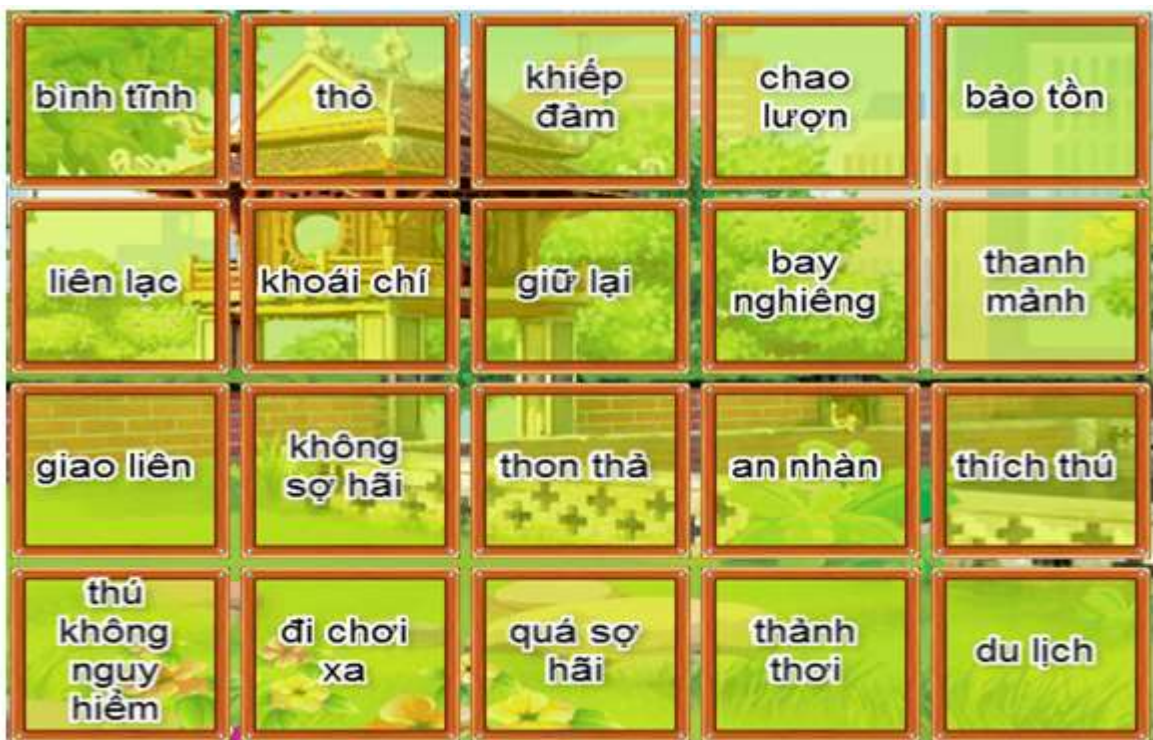 bình tĩnh
thỏ
khiếp
đảm
chao
lượn
bảo tồn
liên lạc
khoái chí
giữ lại
bay
nghiêng
thanh
mảnh
giao liên
không
sợ hãi
thon thả
an nhàn
thích thú
thú
không
nguy
hiểm
đi chơi
xa
quá sợ
hãi
thảnh
thơi
du lịch